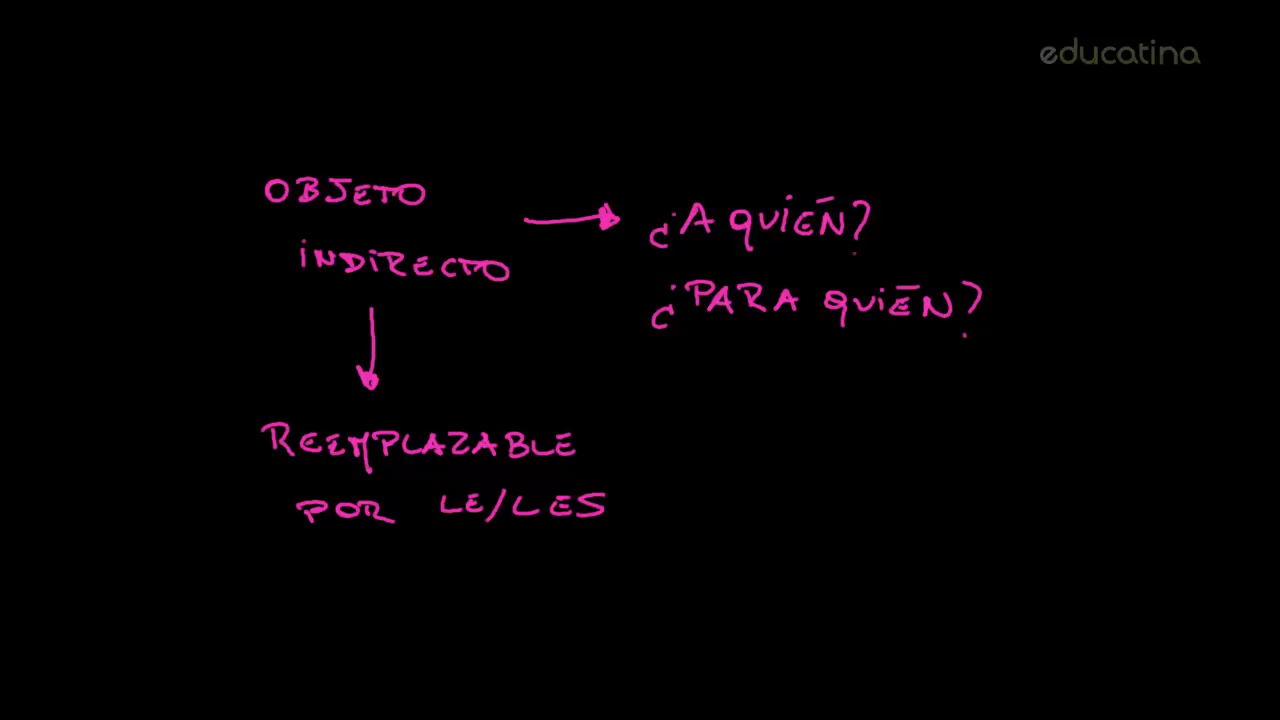 educatina
OBJETO
INDIRECTO
¿A QUIÉN?
¿PARA QUIÉN?
REEMPLAZABLE
POR LE/LES